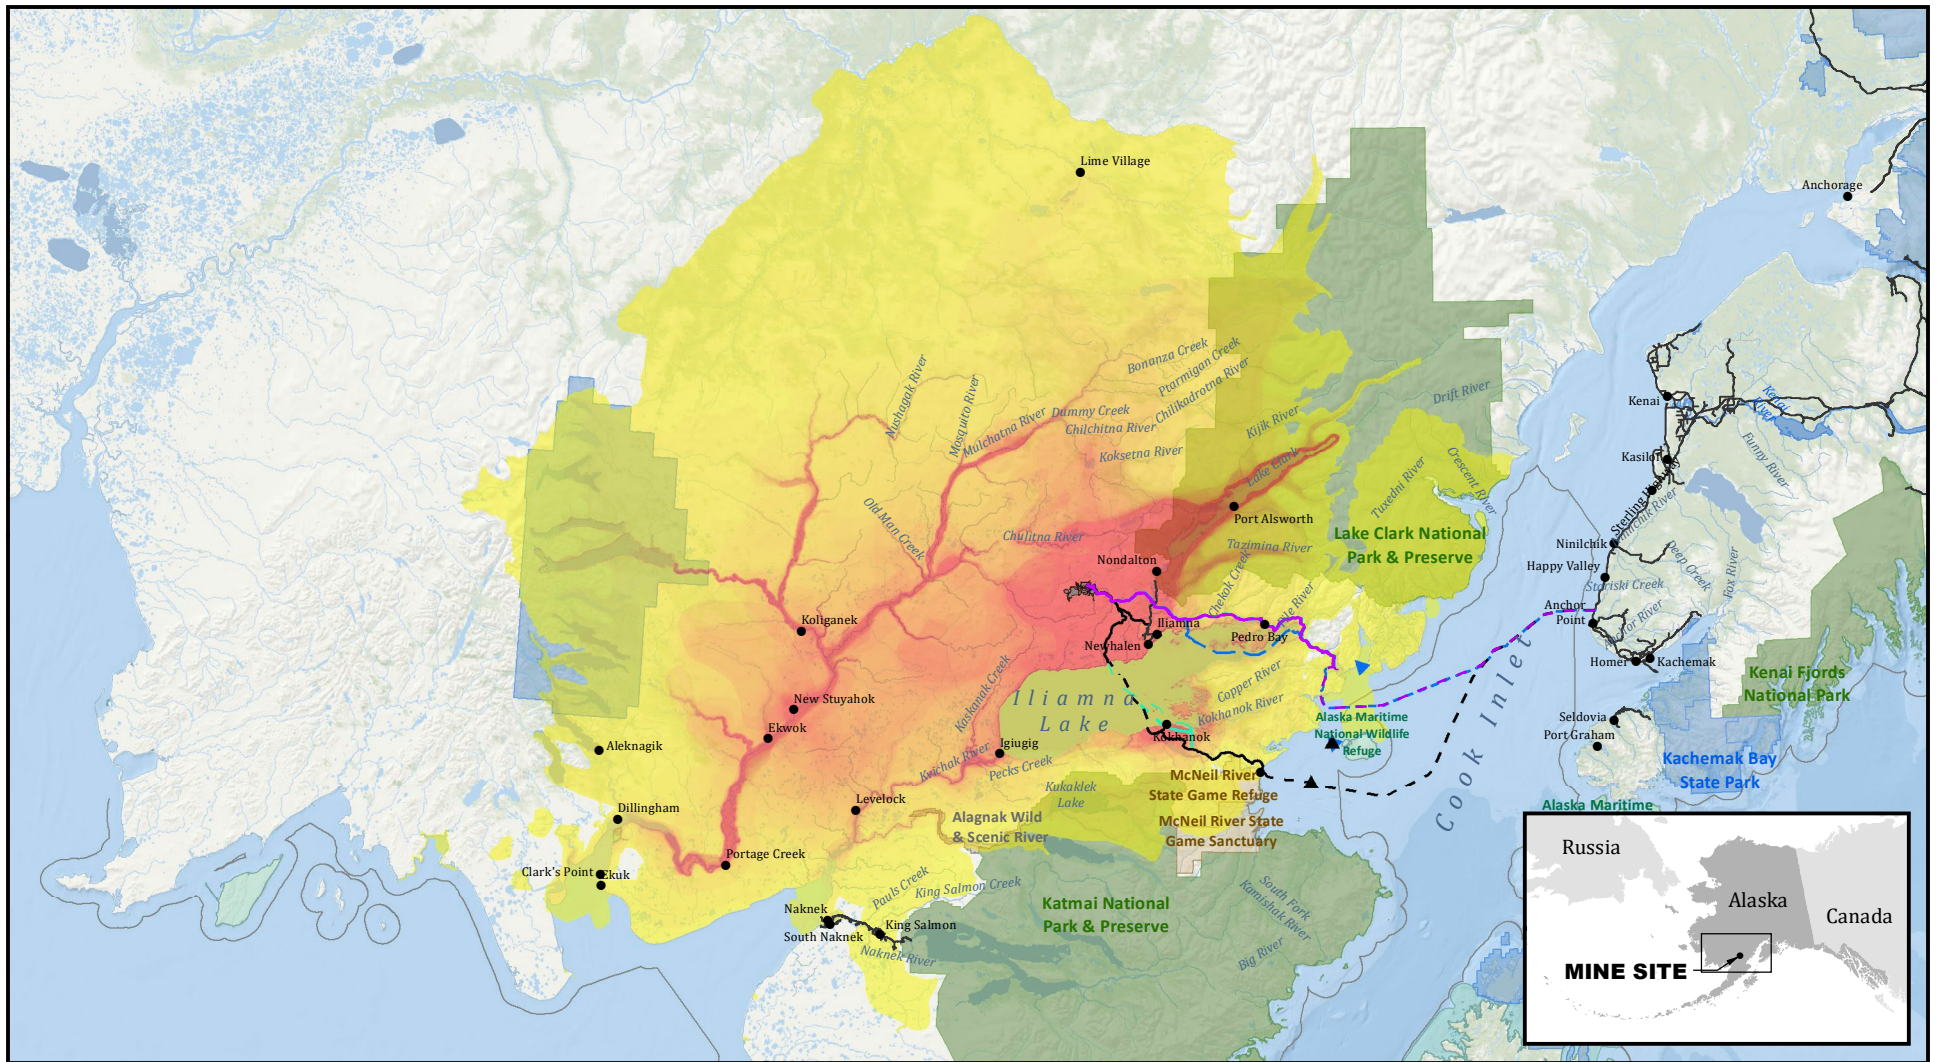 Lime Village
Anchorage
Bonanza Creek
Ptarmigan Creek
Chilikadrotna River
Nushagak River
Mosquito River
Mulchatna River
Dummy Creek
Chilchitna River
Koksetna River
Kijik River
Drift River
Kenai
Kenai
River
Funny River
Kasilof
Lake Clark
Tuxedni River
Crescent River
Sterling Highway
Ninilchik River
Old Man Creek
Chulitna River
Port Alsworth
Tazimina River
Lake Clark National
Park & Preserve
Ninilchik
Deep Creek
Fox River
Happy Valley
Stariski Creek
Nondalton
Chekok Creek
Pile River
Anchor
Point
Anchor River
Koliganek
Iliamna
Newhalen
Pedro Bay
Homer
Kachemak
Kenai Fjords
National Park
Kaskanak Creek
Iliamna
Lake
Copper River
Kokhanok River
New Stuyahok
Ekwok
Kokhanok
Alaska Maritime
National Wildlife
Refuge
Cook Inlet
Seldovia
Port Graham
Kachemak Bay
State Park
Aleknagik
Igiugig
Kvichak River
Pecks Creek
Kukaklek
Lake
McNeil River
State Game Refuge
McNeil River State
Game Sanctuary
Alaska Maritime
Dillingham
Levelock
Alagnak Wild
& Scenic River
Portage Creek
Clark's Point
Ekuk
Pauls Creek
King Salmon Creek
Katmai National
Park & Preserve
South Fork
Kamishak River
Big River
Naknek
South Naknek
King Salmon
Naknek River
Russia
Alaska
Canada
MINE SITE